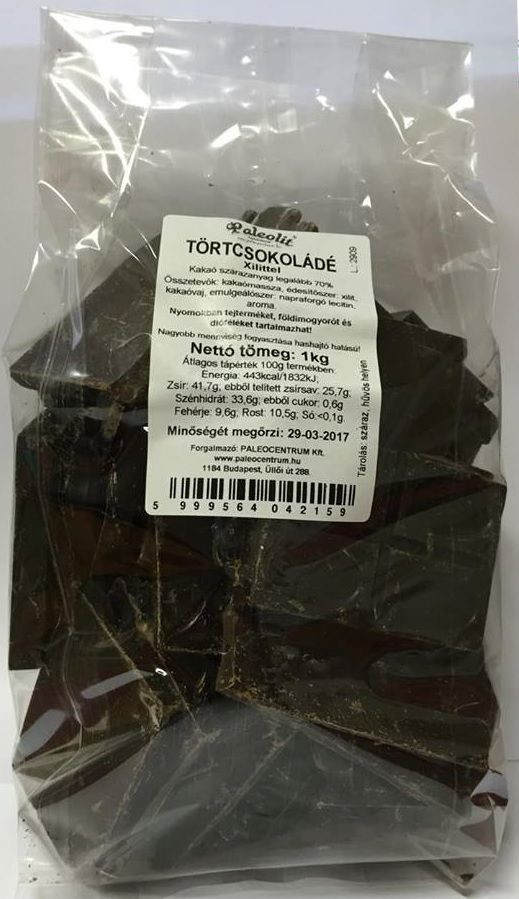 Paleolit
TÖRTCSOKOLÁDÉ
Xilittel
Kakaó szárazanyag legalább 70%
Összetevők: kakaómassza, édesítőszer: xilit,
kakaóvaj, emulgeálószer: napraforgó lecitin,
aroma.
Nyomokban tejterméket, földimogyorót és
dióféléket tartalmazhat!
Nagyobb mennyiség fogyasztása hashajtó hatású!
Nettó tömeg: 1kg
Átlagos tápérték 100g termékben:
Energia: 443kcal/1832kJ;
Zsír: 41,7g, ebből telített zsírsav: 25,7g,
Szénhidrát: 33,6g; ebből cukor: 0,6g
Fehérje: 9,6g, Rost: 10,5g; Só:<0,1g
Minőségét megőrzi: 29-03-2017
Forgalmazó: PALEOCENTRUM Kft.
www.paleocentrum.hu
1184 Budapest, Üllői út 288.
5 999564 042159
L: 2909
Tárolás: száraz, hűvös helyen